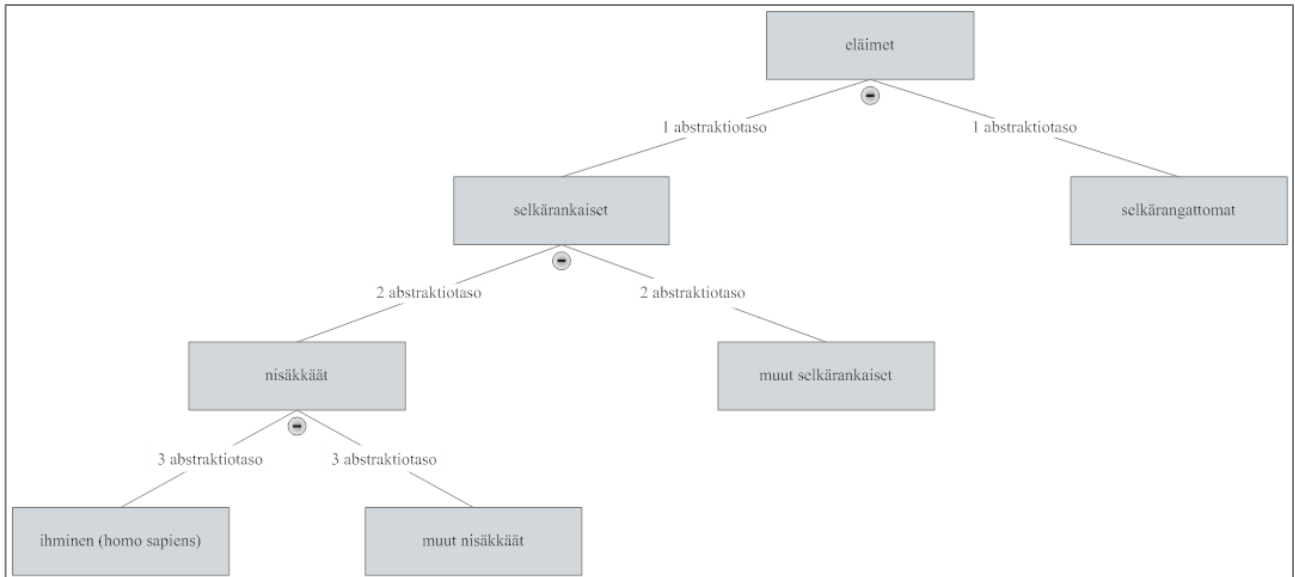 eläimet
1 abstraktiotaso
1 abstraktiotaso
selkärankaiset
selkärangattomat
2 abstraktiotaso
2 abstraktiotaso
nisäkkäät
muut selkärankaiset
3 abstraktiotaso
3 abstraktiotaso
ihminen (homo sapiens)
muut nisäkkäät